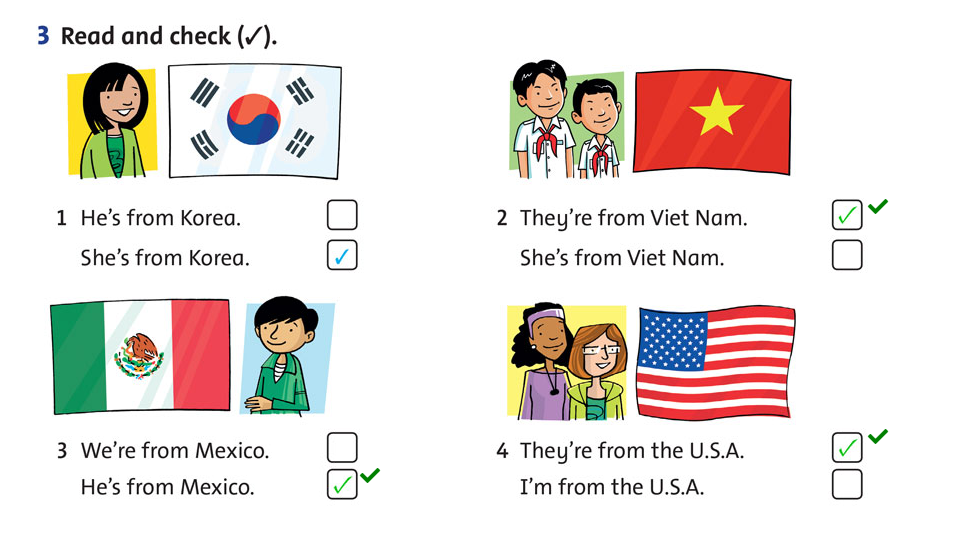 3 Read and check (✓).
1 He's from Korea.
She's from Korea. ✓
2 They're from Viet Nam. ✓ ✓
She's from Viet Nam.
3 We're from Mexico.
He's from Mexico. ✓ ✓
4 They're from the U.S.A. ✓ ✓
I'm from the U.S.A.